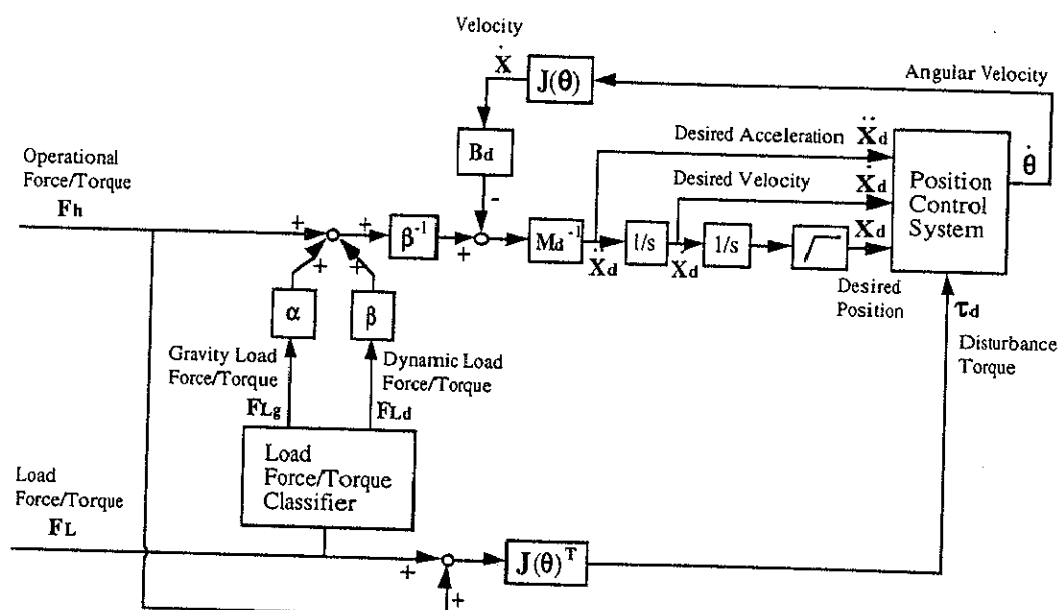 Velocity
Ẋ
J(θ)
Angular Velocity
Bd
Desired Acceleration
Ẍd
θ̇
Operational
Force/Torque
Fh
Desired Velocity
Ẋd
Position
Control
System
-
+
+
β⁻¹
+
Md⁻¹
Ẍd
1/s
Ẋd
1/s
Xd
+
+
Desired
Position
α
β
τd
Disturbance
Torque
Gravity Load
Force/Torque
FLg
Dynamic Load
Force/Torque
FLd
Load
Force/Torque
Classifier
Load
Force/Torque
FL
+
J(θ)ᵀ
+